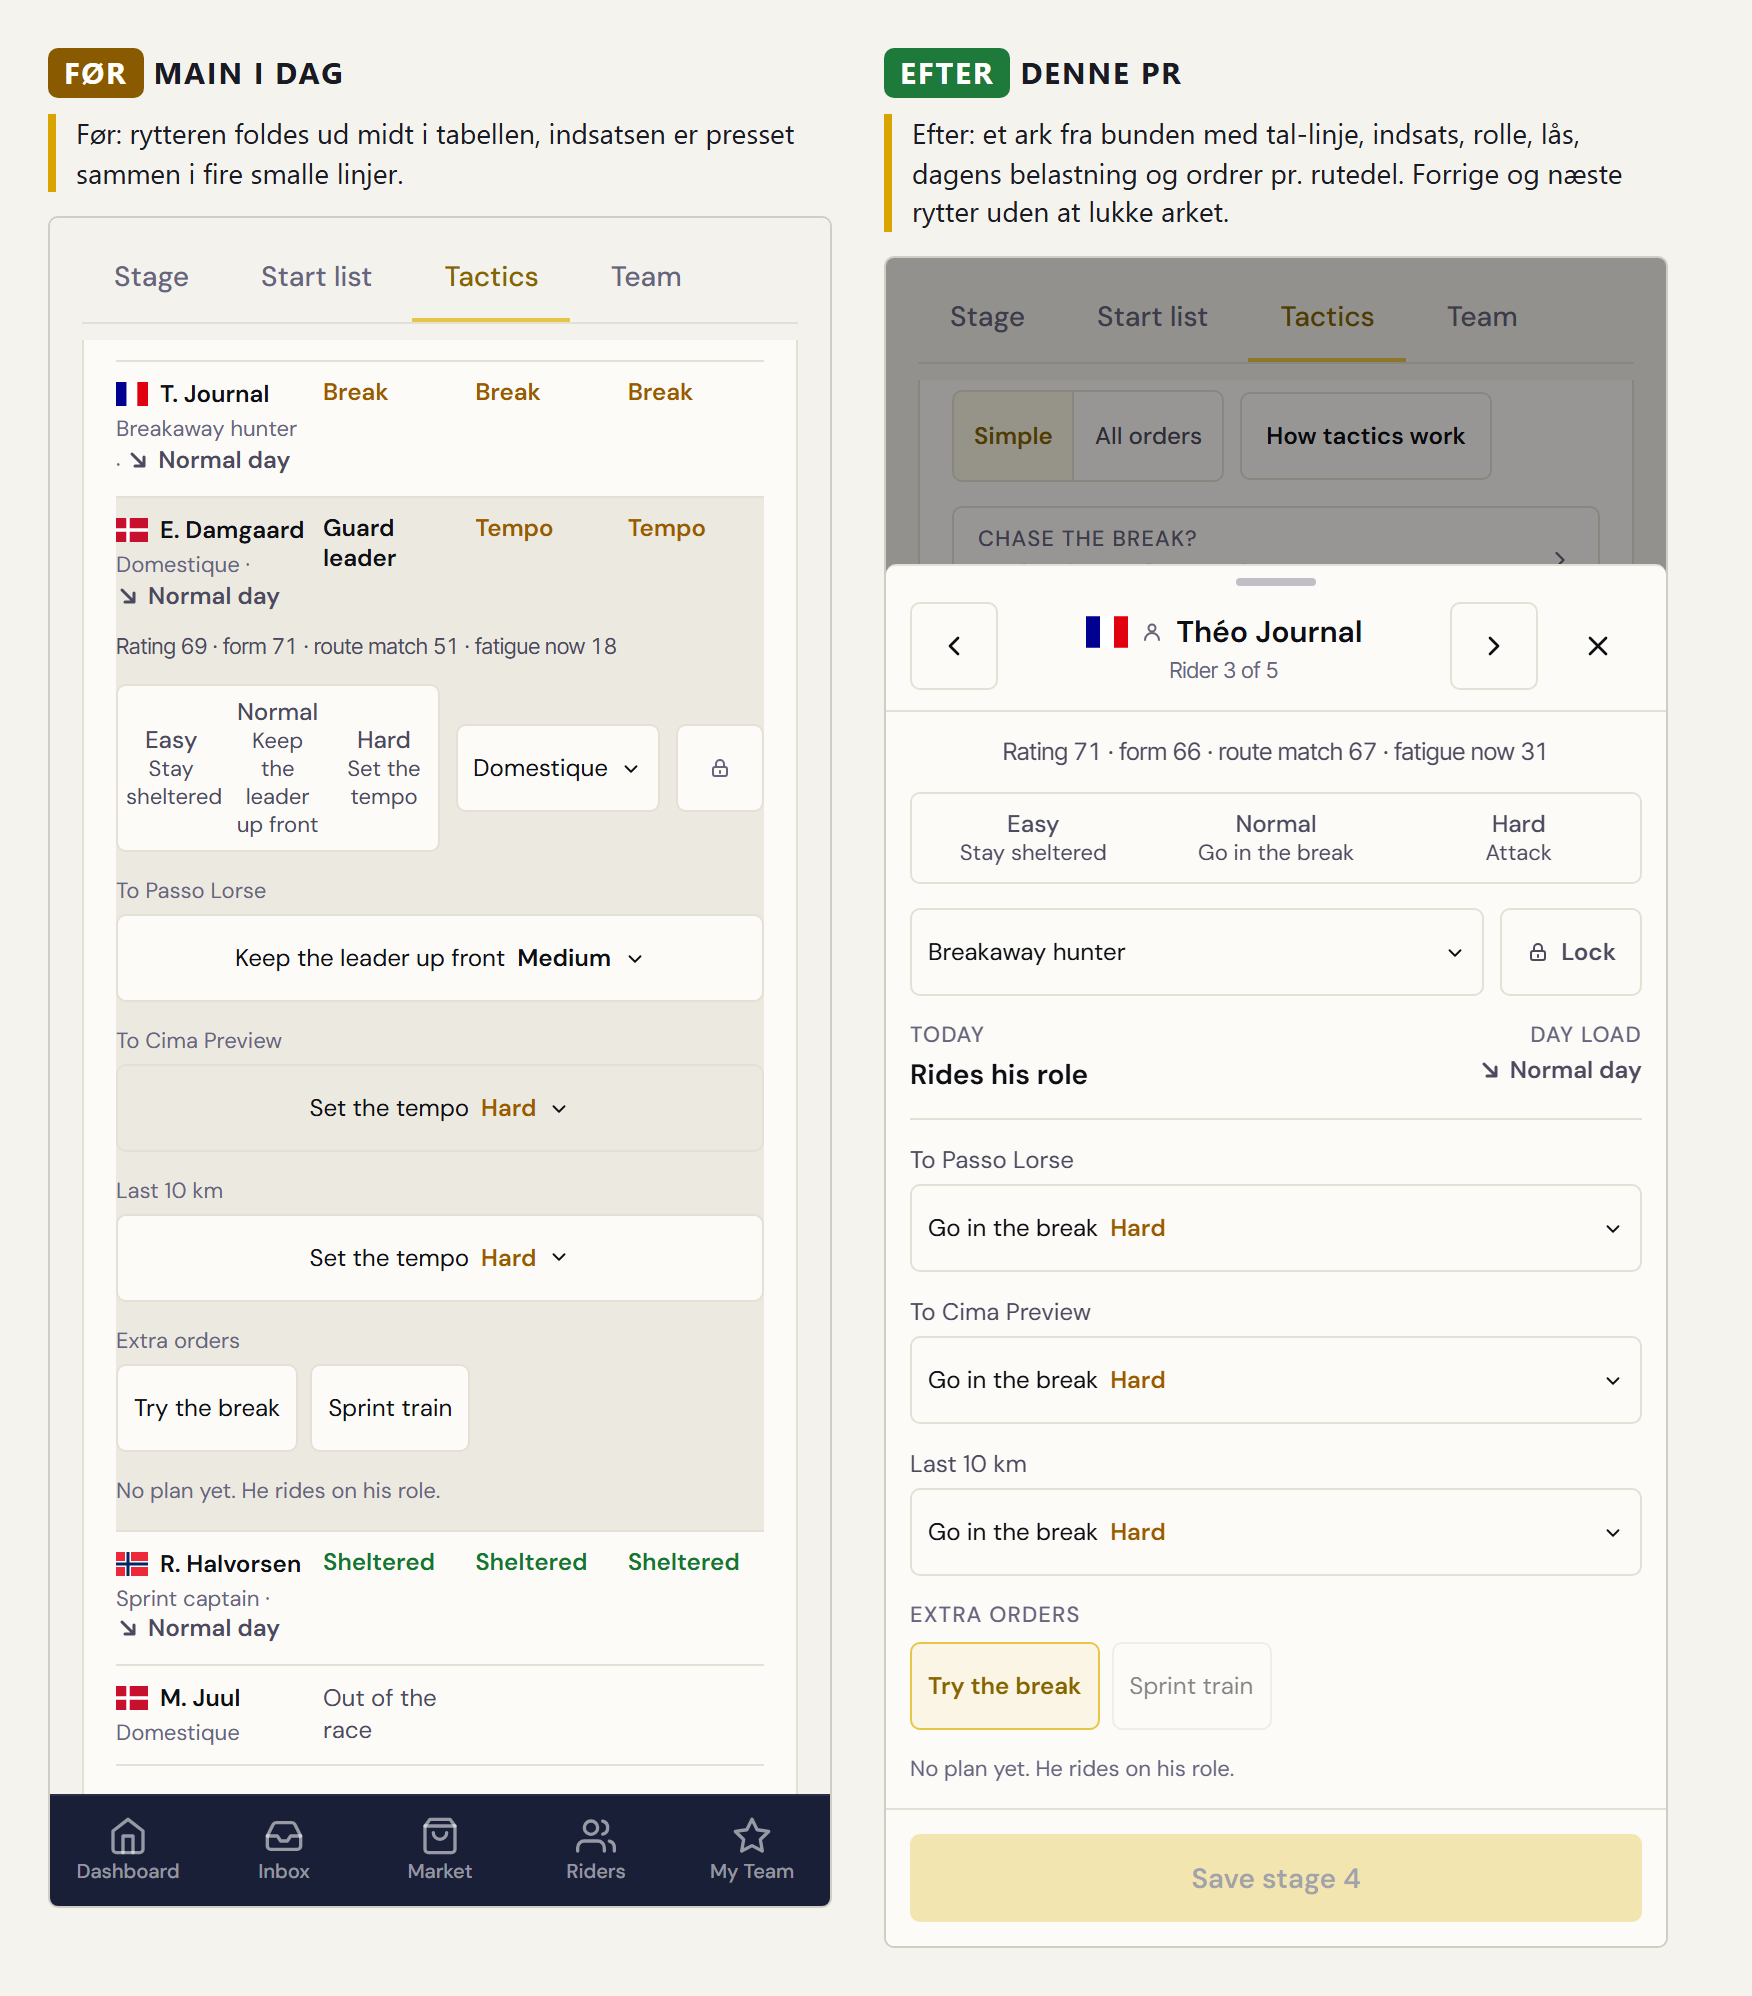 FØR MAIN I DAG
Før: rytteren foldes ud midt i tabellen, indsatsen er presset
sammen i fire smalle linjer.
Stage Start list Tactics Team
T. Journal Break Break Break
Breakaway hunter
· Normal day
E. Damgaard Guard leader Tempo Tempo
Domestique ·
Normal day
Rating 69 · form 71 · route match 51 · fatigue now 18
Easy
Stay
sheltered
Normal
Keep
the
leader
up front
Hard
Set the
tempo
Domestique
To Passo Lorse
Keep the leader up front Medium
To Cima Preview
Set the tempo Hard
Last 10 km
Set the tempo Hard
Extra orders
Try the break Sprint train
No plan yet. He rides on his role.
R. Halvorsen Sheltered Sheltered Sheltered
Sprint captain ·
Normal day
M. Juul Out of the
Domestique race
Dashboard Inbox Market Riders My Team
EFTER DENNE PR
Efter: et ark fra bunden med tal-linje, indsats, rolle, lås,
dagens belastning og ordrer pr. rutedel. Forrige og næste
rytter uden at lukke arket.
Stage Start list Tactics Team
Simple All orders How tactics work
CHASE THE BREAK?
Théo Journal
Rider 3 of 5
Rating 71 · form 66 · route match 67 · fatigue now 31
Easy Normal Hard
Stay sheltered Go in the break Attack
Breakaway hunter Lock
TODAY DAY LOAD
Rides his role Normal day
To Passo Lorse
Go in the break Hard
To Cima Preview
Go in the break Hard
Last 10 km
Go in the break Hard
EXTRA ORDERS
Try the break Sprint train
No plan yet. He rides on his role.
Save stage 4